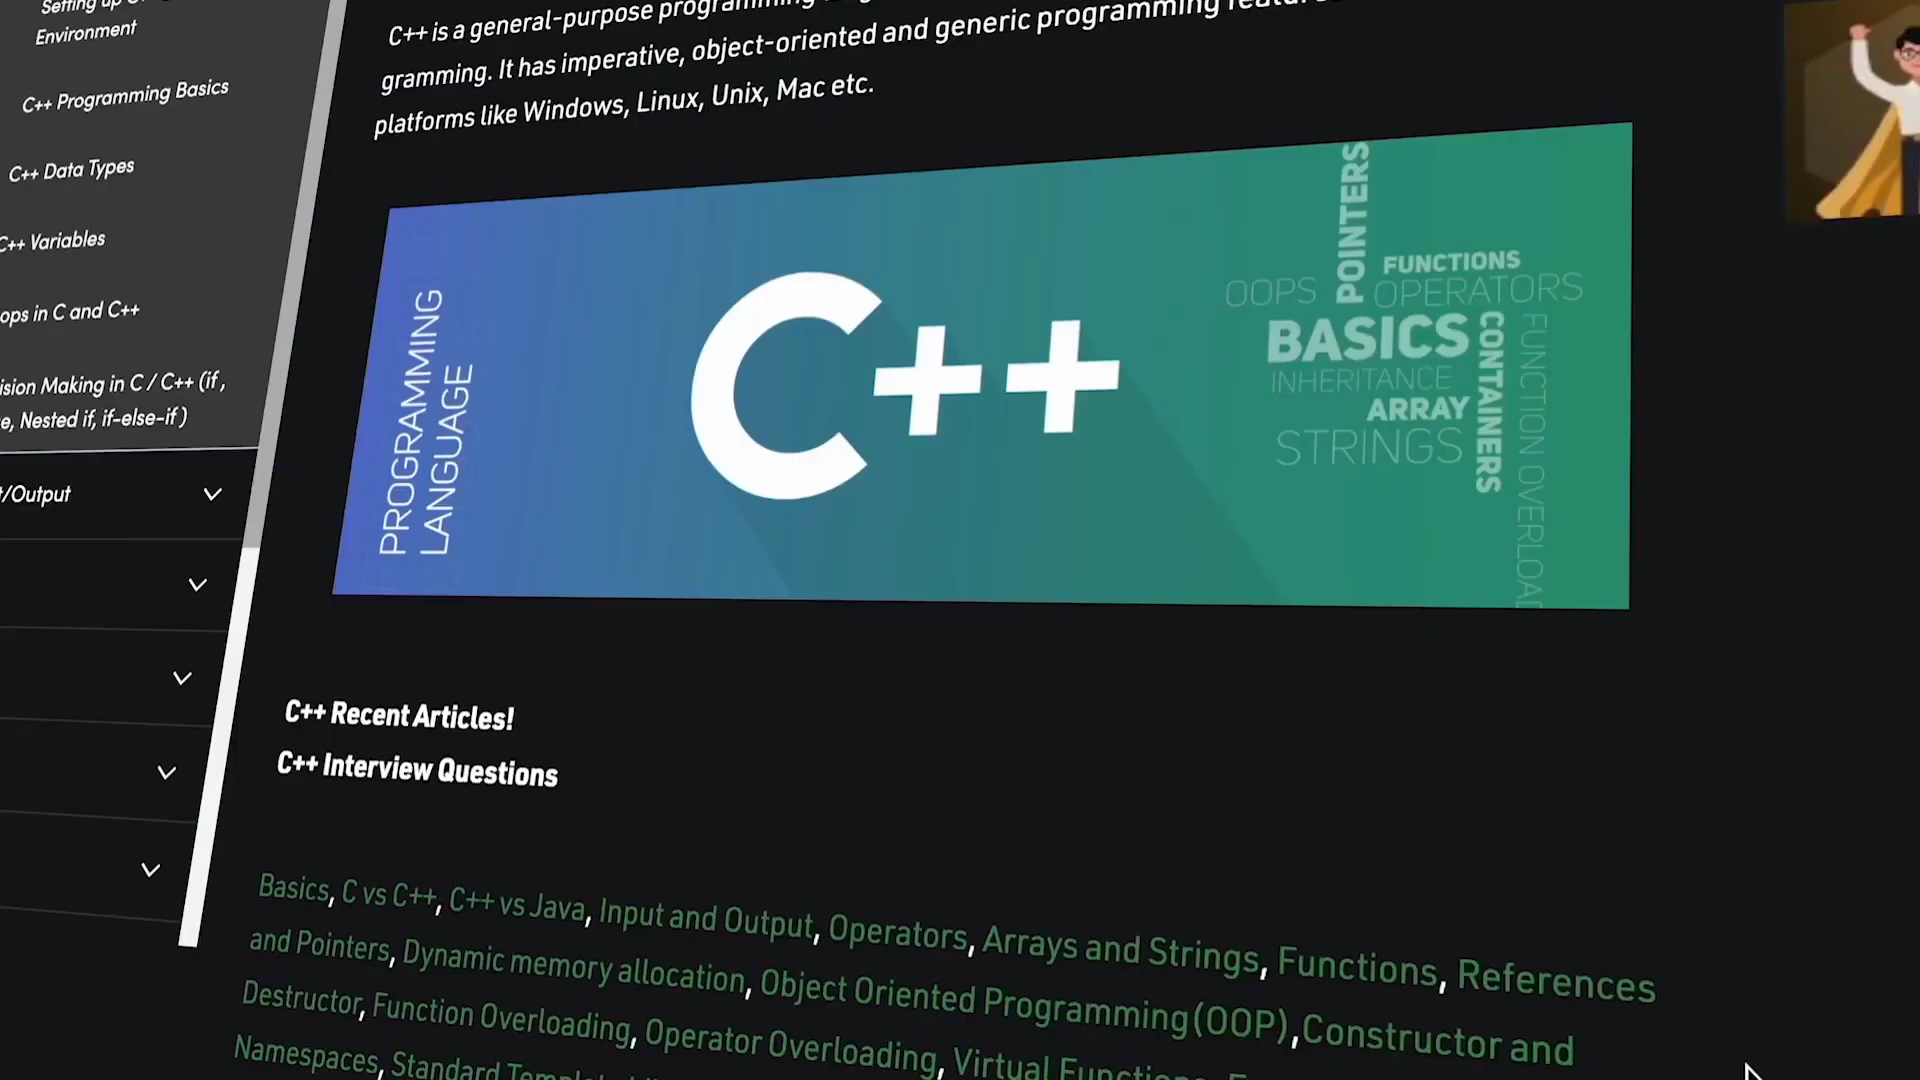 Setting up
Environment
C++ Programming Basics
C++ Data Types
C++ Variables
ops in C and C++
ision Making in C / C++ (if,
e, Nested if, if-else-if )
t/Output
C++ is a general-purpose programming
gramming. It has imperative, object-oriented and generic programming
platforms like Windows, Linux, Unix, Mac etc.
PROGRAMMING
LANGUAGE
C++
POINTERS
FUNCTIONS
OOPS
OPERATORS
BASICS
CONTAINERS
FUNCTION OVERLOAD
INHERITANCE
ARRAY
STRINGS
C++ Recent Articles!
C++ Interview Questions
Basics, C vs C++, C++ vs Java, Input and Output, Operators, Arrays and Strings, Functions, References
and Pointers, Dynamic memory allocation, Object Oriented Programming(OOP),Constructor and
Destructor, Function Overloading, Operator Overloading, Virtual Functions,
Namespaces, Standard